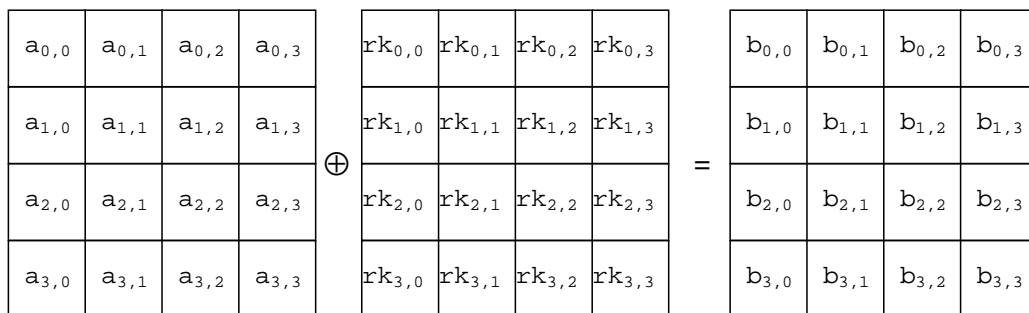 a0,0 a0,1 a0,2 a0,3 rk0,0 rk0,1 rk0,2 rk0,3 b0,0 b0,1 b0,2 b0,3
a1,0 a1,1 a1,2 a1,3 rk1,0 rk1,1 rk1,2 rk1,3 b1,0 b1,1 b1,2 b1,3
⊕ =
a2,0 a2,1 a2,2 a2,3 rk2,0 rk2,1 rk2,2 rk2,3 b2,0 b2,1 b2,2 b2,3
a3,0 a3,1 a3,2 a3,3 rk3,0 rk3,1 rk3,2 rk3,3 b3,0 b3,1 b3,2 b3,3